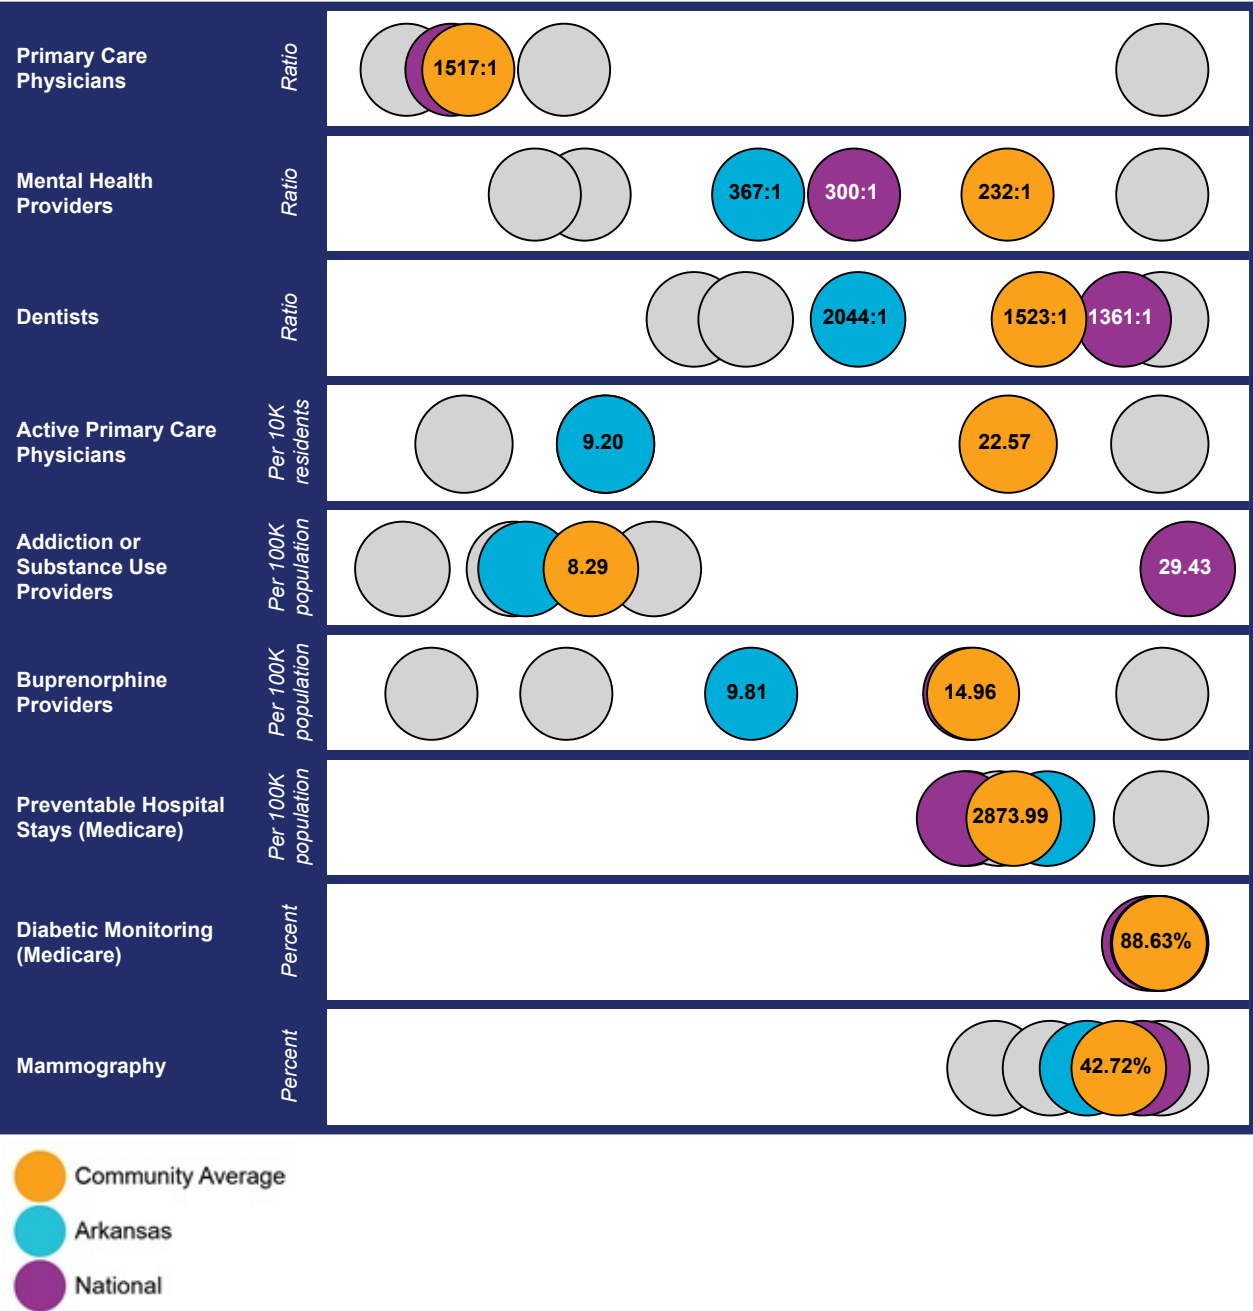 Primary Care
Physicians
Ratio
1517:1
Mental Health
Providers
Ratio
367:1
300:1
232:1
Dentists
Ratio
2044:1
1523:1
1361:1
Active Primary Care
Physicians
Per 10K
residents
9.20
22.57
Addiction or
Substance Use
Providers
Per 100K
population
8.29
29.43
Buprenorphine
Providers
Per 100K
population
9.81
14.96
Preventable Hospital
Stays (Medicare)
Per 100K
population
2873.99
Diabetic Monitoring
(Medicare)
Percent
88.63%
Mammography
Percent
42.72%
Community Average
Arkansas
National